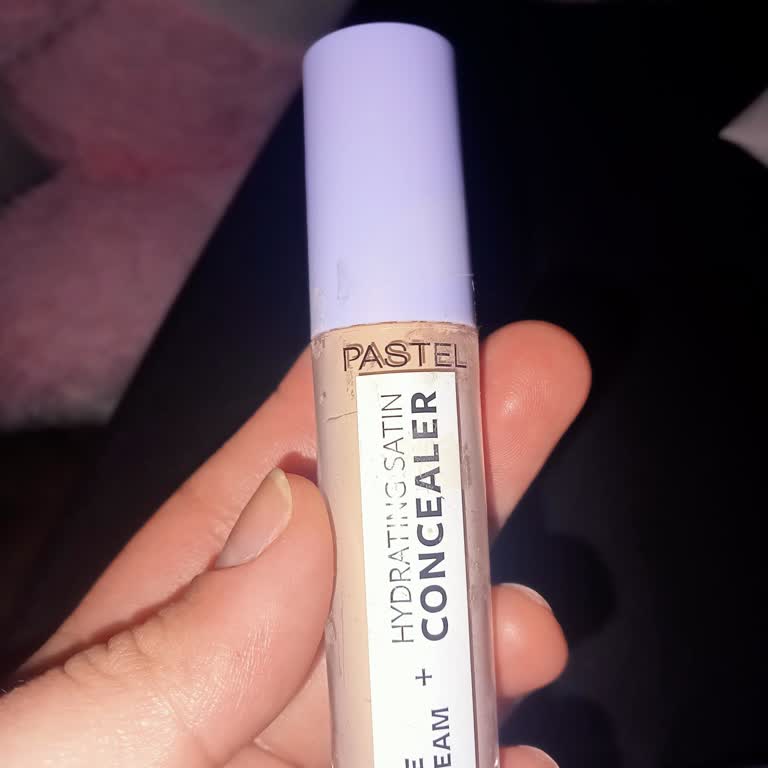 PASTEL
HYDRATING SATIN
CONCEALER
+
E
EAM